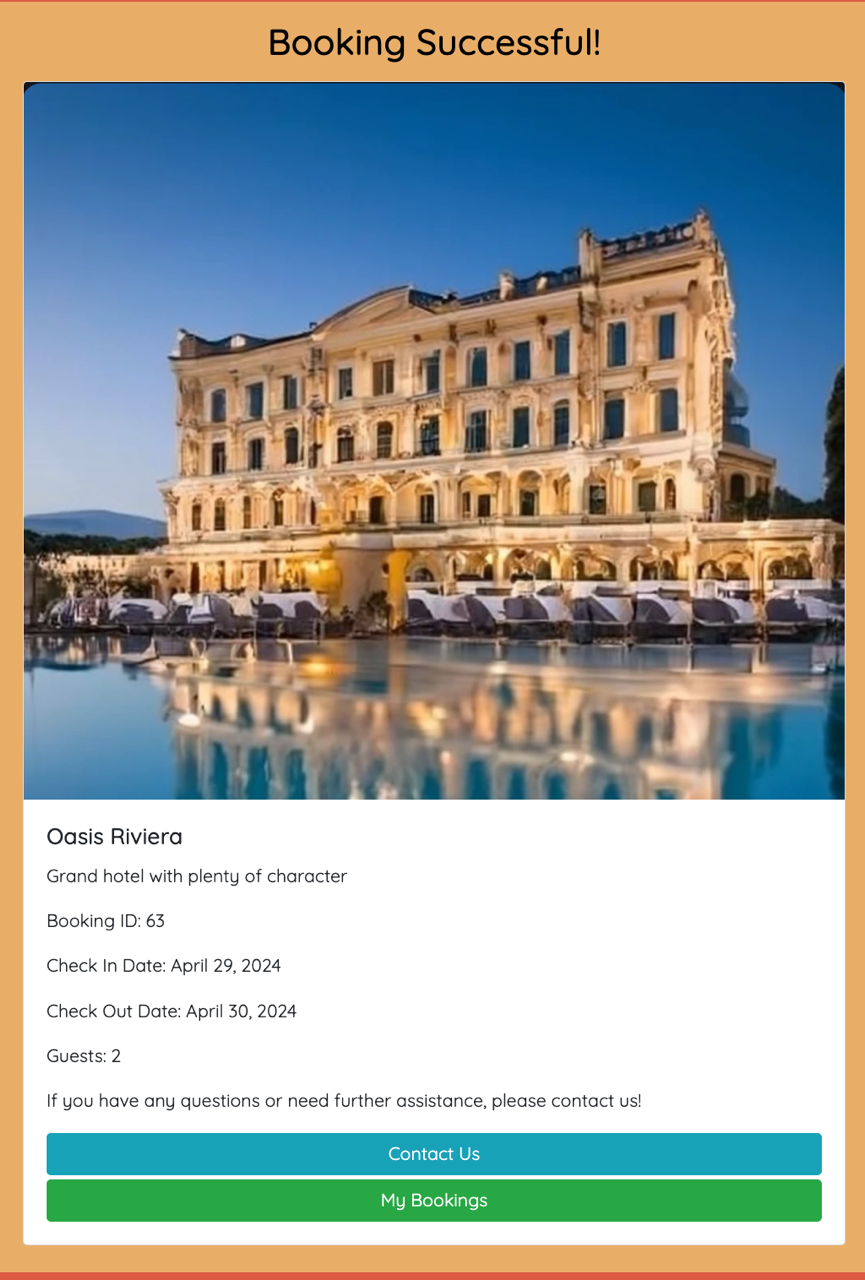 Booking Successful!
Oasis Riviera
Grand hotel with plenty of character
Booking ID: 63
Check In Date: April 29, 2024
Check Out Date: April 30, 2024
Guests: 2
If you have any questions or need further assistance, please contact us!
Contact Us
My Bookings